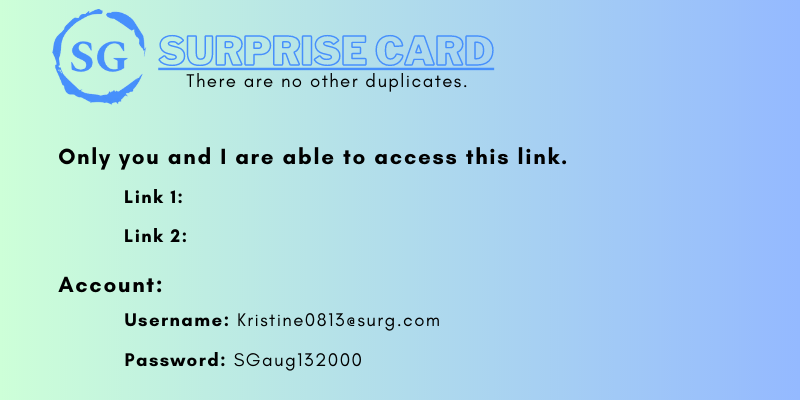 SG
SURPRISE CARD
There are no other duplicates.
Only you and I are able to access this link.
Link 1:
Link 2:
Account:
Username: Kristine0813@surg.com
Password: SGaug132000